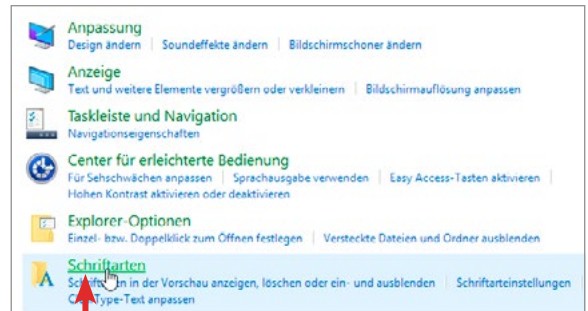 Anpassung
Design ändern | Soundeffekte ändern | Bildschirmschoner ändern
Anzeige
Text und weitere Elemente vergrößern oder verkleinern | Bildschirmauflösung anpassen
Taskleiste und Navigation
Navigationseigenschaften
Center für erleichterte Bedienung
Für Sehschwächen anpassen | Sprachausgabe verwenden | Easy Access-Tasten aktivieren |
Hohen Kontrast aktivieren oder deaktivieren
Explorer-Optionen
Einzel- bzw. Doppelklick zum Öffnen festlegen | Versteckte Dateien und Ordner ausblenden
Schriftarten
in der Vorschau anzeigen, löschen oder ein- und ausblenden | Schriftarteinstellungen |
anpassen